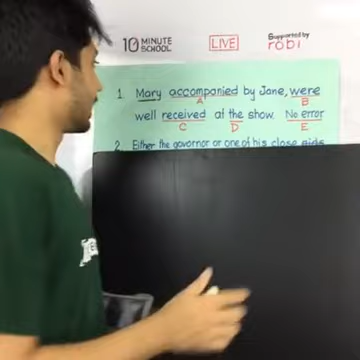 10 MINUTE SCHOOL
LIVE
Supported by
robi
1. Mary accompanied by Jane, were
A B
well received at the show. No error
C D E
2. Either the governor or one of his close aids